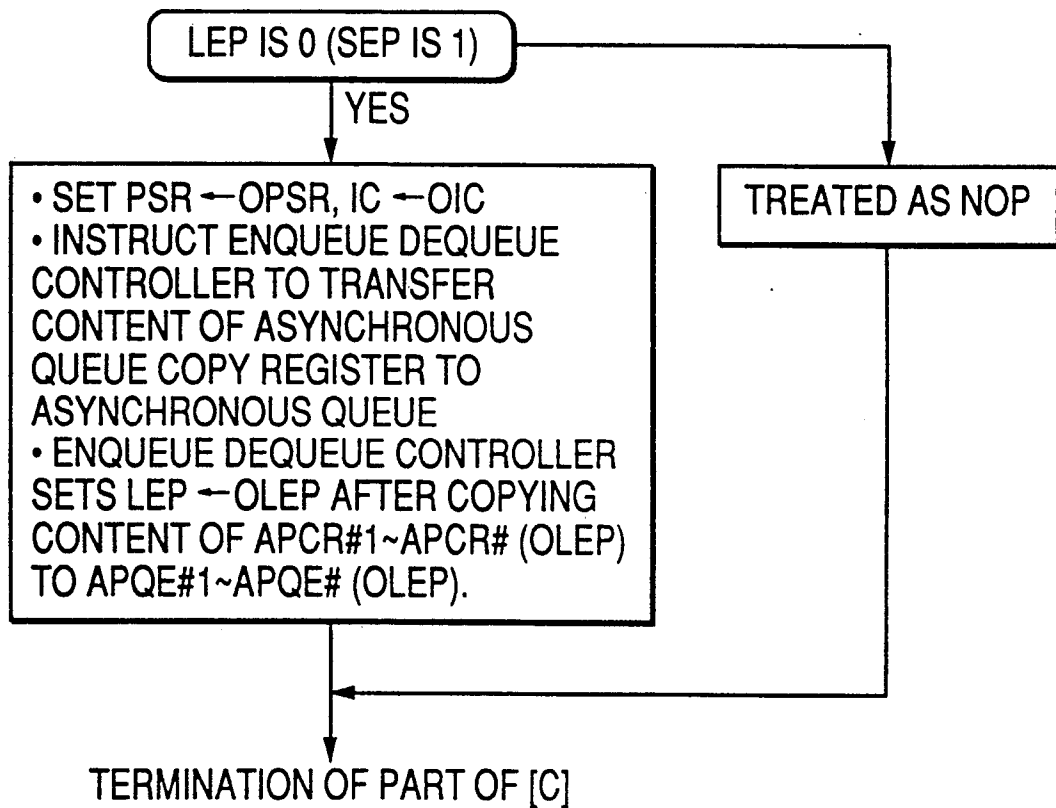 LEP IS 0 (SEP IS 1)
YES
• SET PSR ←OPSR, IC ←OIC
• INSTRUCT ENQUEUE DEQUEUE
CONTROLLER TO TRANSFER
CONTENT OF ASYNCHRONOUS
QUEUE COPY REGISTER TO
ASYNCHRONOUS QUEUE
• ENQUEUE DEQUEUE CONTROLLER
SETS LEP ←OLEP AFTER COPYING
CONTENT OF APCR#1~APCR# (OLEP)
TO APQE#1~APQE# (OLEP).
TREATED AS NOP
TERMINATION OF PART OF [C]